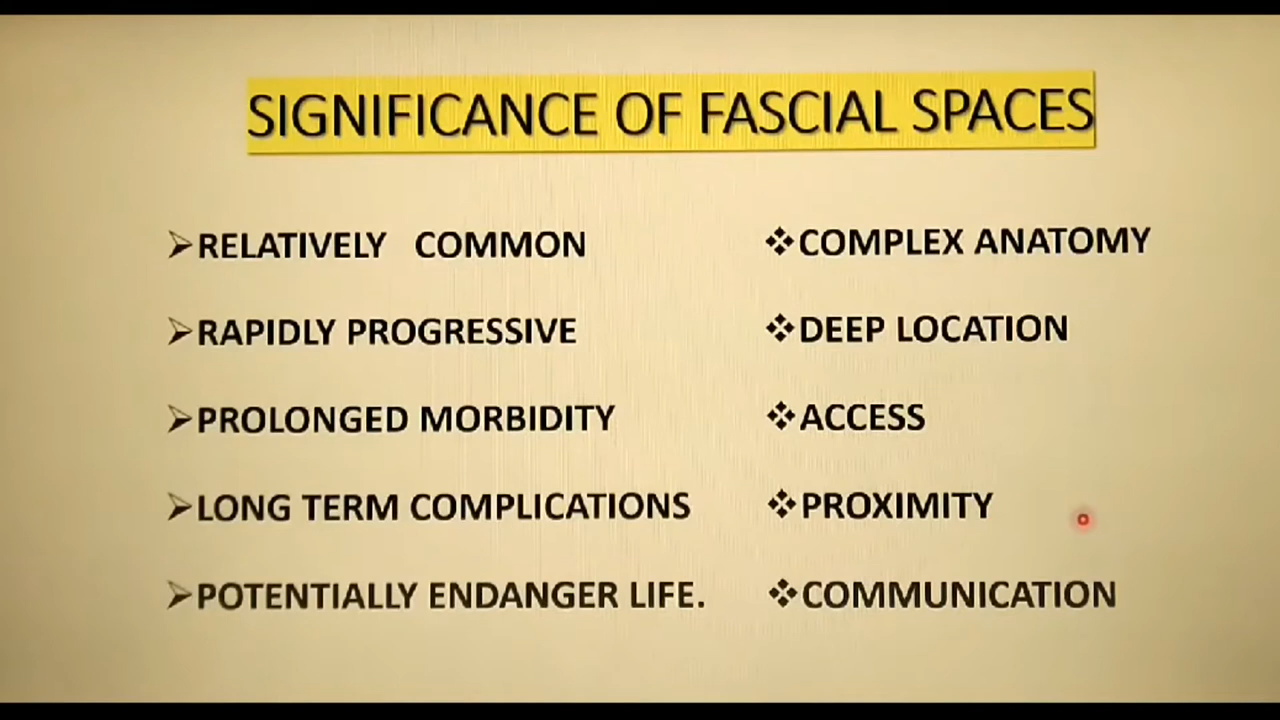 SIGNIFICANCE OF FASCIAL SPACES
➢RELATIVELY COMMON
➢RAPIDLY PROGRESSIVE
➢PROLONGED MORBIDITY
➢LONG TERM COMPLICATIONS
➢POTENTIALLY ENDANGER LIFE.
❖COMPLEX ANATOMY
❖DEEP LOCATION
❖ACCESS
❖PROXIMITY
❖COMMUNICATION